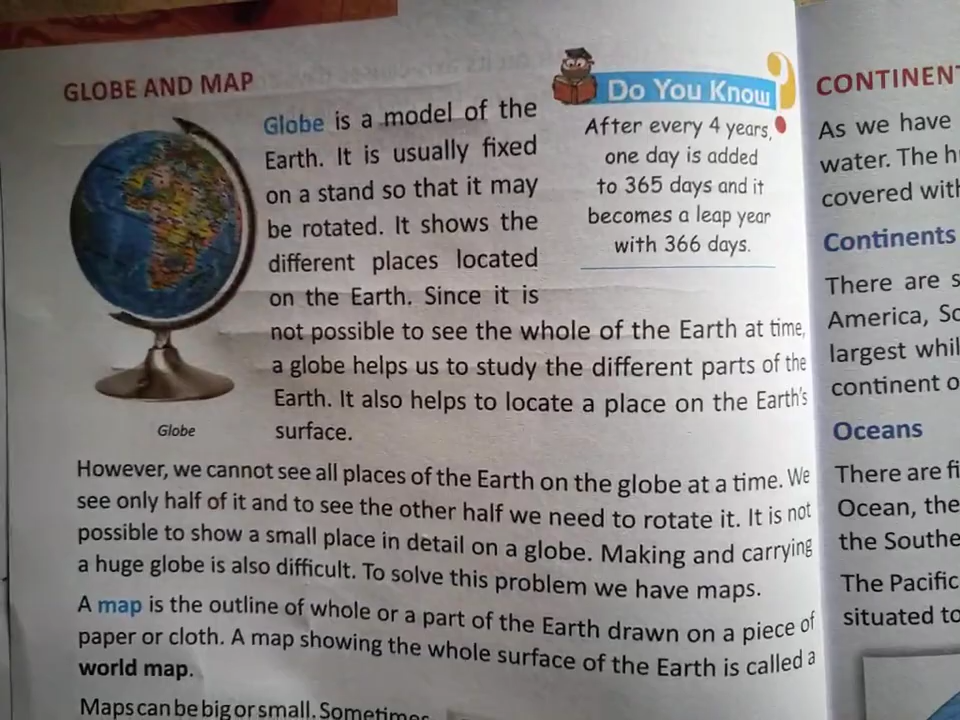 GLOBE AND MAP
Globe is a model of the
Earth. It is usually fixed
on a stand so that it may
be rotated. It shows the
different places located
on the Earth. Since it is
not possible to see the whole of the Earth at time,
a globe helps us to study the different parts of the
Earth. It also helps to locate a place on the Earth's
surface.
Globe
Do You Know
After every 4 years,
one day is added
to 365 days and it
becomes a leap year
with 366 days.
However, we cannot see all places of the Earth on the globe at a time. We
see only half of it and to see the other half we need to rotate it. It is not
possible to show a small place in detail on a globe. Making and carrying
a huge globe is also difficult. To solve this problem we have maps.
A map is the outline of whole or a part of the Earth drawn on a piece of
paper or cloth. A map showing the whole surface of the Earth is called a
world map.
Maps can be big or small. Sometimes
CONTINENT
As we have
water. The
covered with
Continents
There are
America,
largest
continent
Oceans
There are
Ocean, the
the
The Pacific
situated to